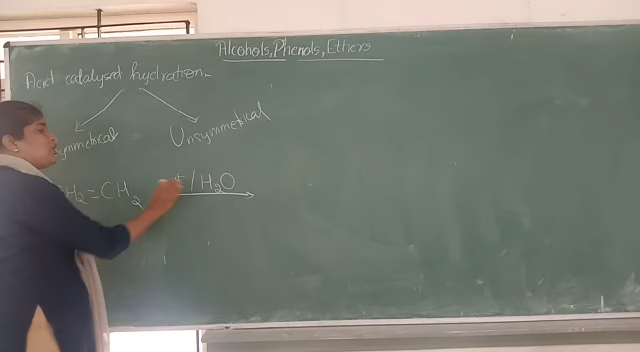 Alcohols, Phenols, Ethers
Acid catalysed hydration
Unsymmetrical
H₂=CH₂ +/H₂O